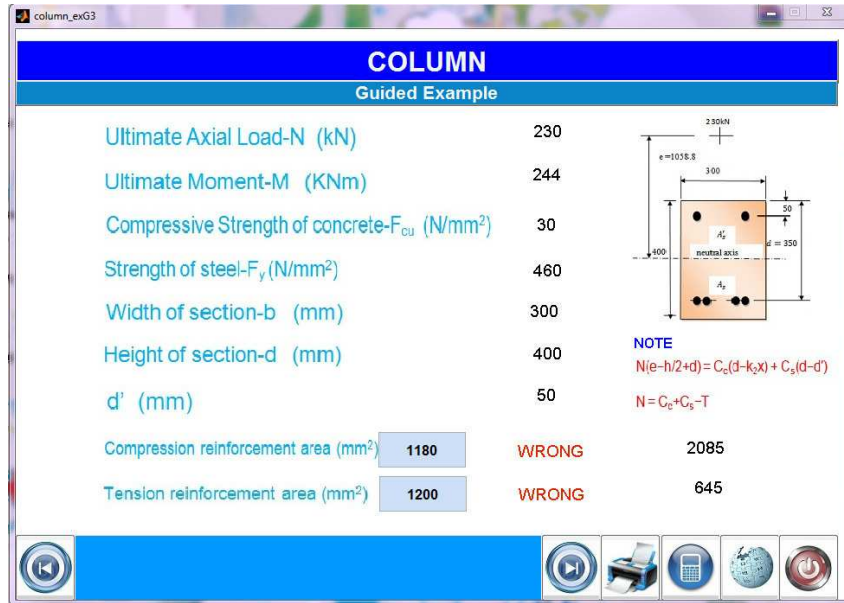 column_exG3
COLUMN
Guided Example
Ultimate Axial Load-N (kN) 230
Ultimate Moment-M (KNm) 244
Compressive Strength of concrete-Fcu (N/mm²) 30
Strength of steel-Fy (N/mm²) 460
Width of section-b (mm) 300
Height of section-d (mm) 400
d' (mm) 50
Compression reinforcement area (mm²) 1180 WRONG 2085
Tension reinforcement area (mm²) 1200 WRONG 645
230kN
e =1058.8
300
50
A's
d = 350
400
neutral axis
As
NOTE
N(e-h/2+d) = Cc(d-k2x) + Cs(d-d')
N = Cc+Cs-T